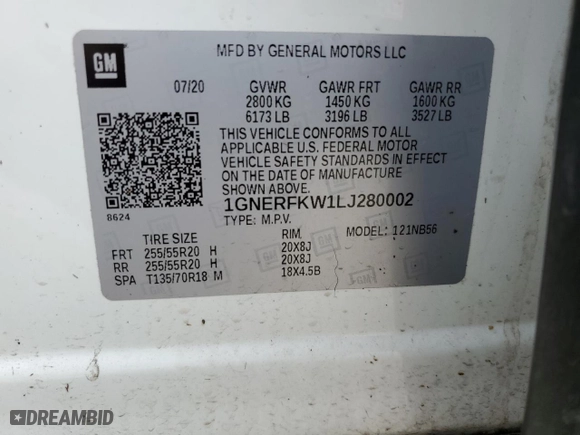 GM
MFD BY GENERAL MOTORS LLC
07/20 GVWR GAWR FRT GAWR RR
2800 KG 1450 KG 1600 KG
6173 LB 3196 LB 3527 LB
THIS VEHICLE CONFORMS TO ALL
APPLICABLE U.S. FEDERAL MOTOR
VEHICLE SAFETY STANDARDS IN EFFECT
ON THE DATE OF MANUFACTURE
SHOWN ABOVE.
8624
1GNERFKW1LJ280002
TYPE: M.P.V. MODEL: 121NB56
TIRE SIZE RIM
FRT 255/55R20 H 20X8J
RR 255/55R20 H 20X8J
SPA T135/70R18 M 18X4.5B
DREAMBID